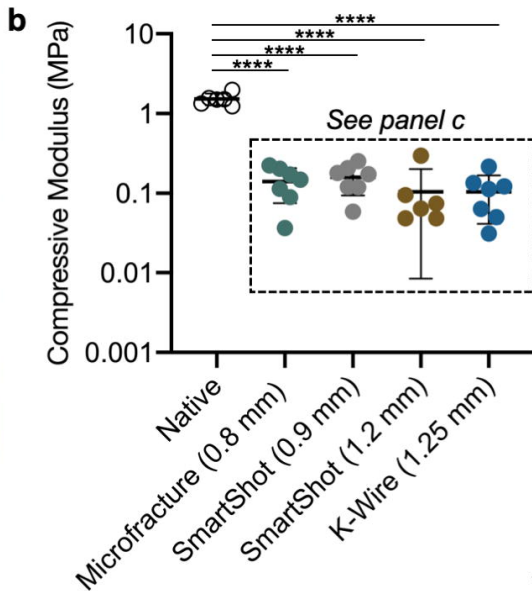 b
****
****
****
****
Compressive Modulus (MPa)
10
1
0.1
0.01
0.001
See panel c
Native
Microfracture (0.8 mm)
SmartShot (0.9 mm)
SmartShot (1.2 mm)
K-Wire (1.25 mm)